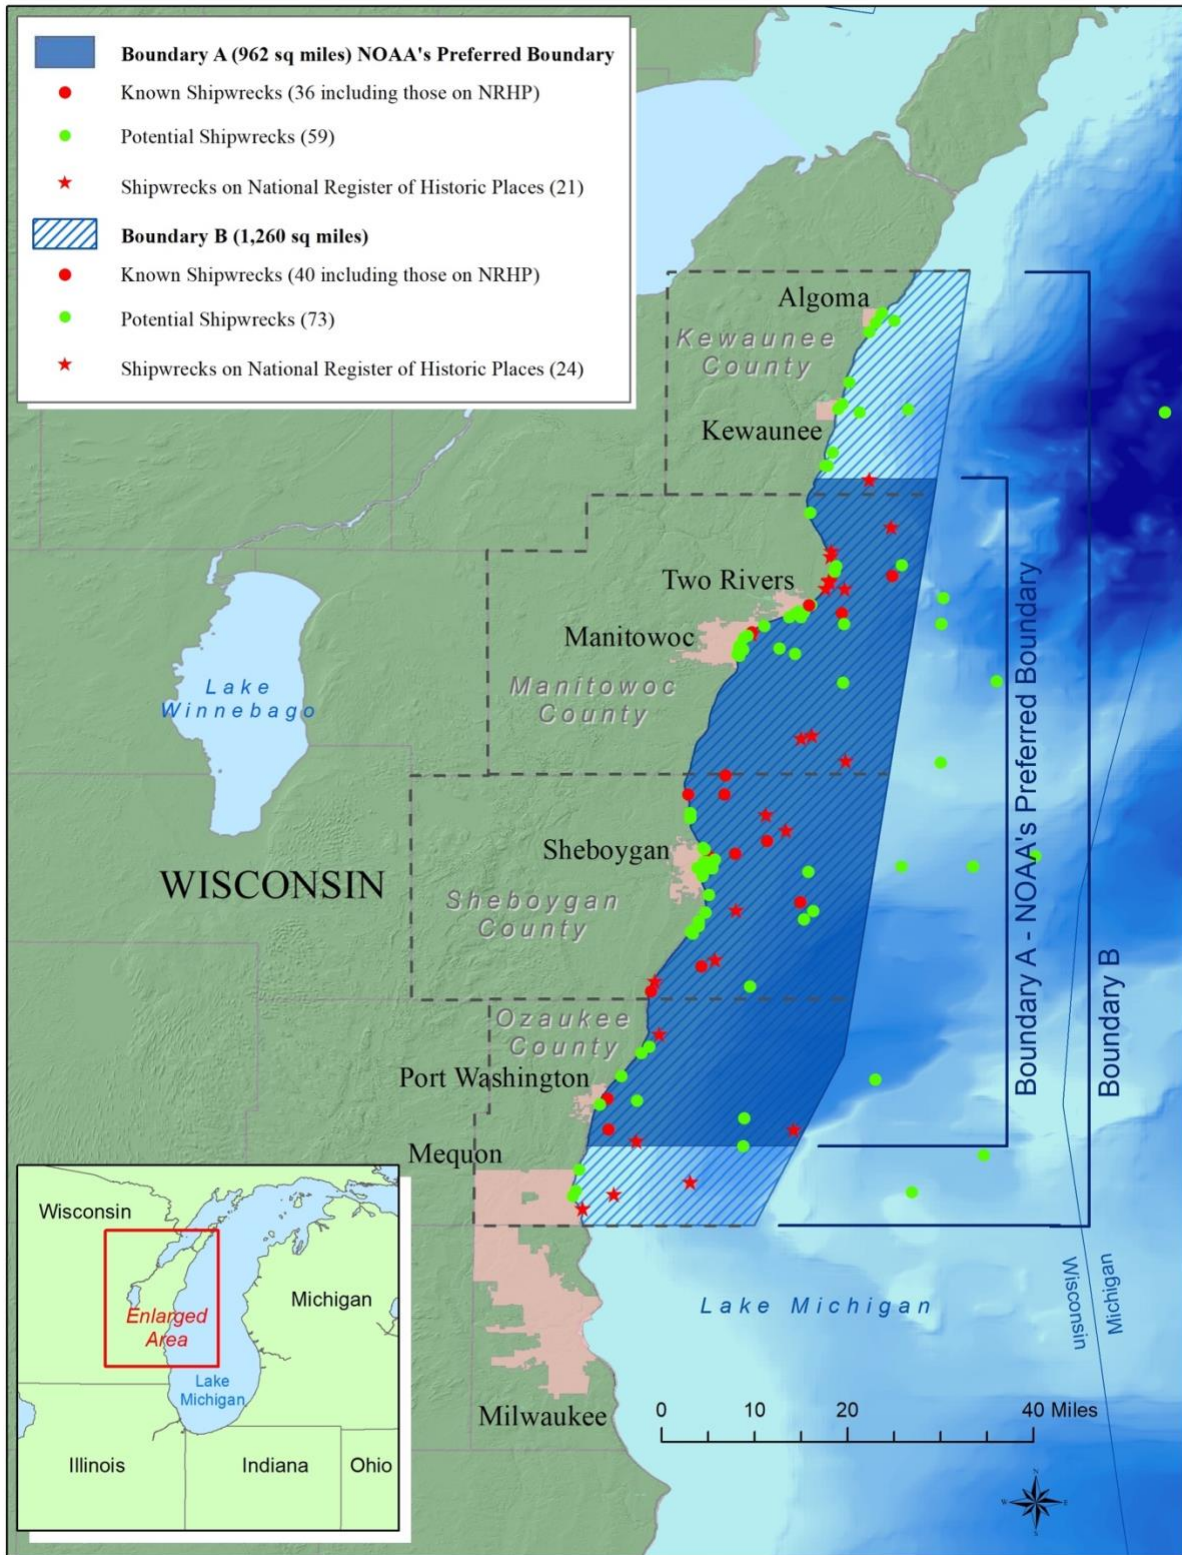 Boundary A (962 sq miles) NOAA's Preferred Boundary
Known Shipwrecks (36 including those on NRHP)
Potential Shipwrecks (59)
Shipwrecks on National Register of Historic Places (21)
Boundary B (1,260 sq miles)
Known Shipwrecks (40 including those on NRHP)
Potential Shipwrecks (73)
Shipwrecks on National Register of Historic Places (24)
Algoma
Kewaunee
County
Kewaunee
Two Rivers
Manitowoc
Manitowoc
County
Lake
Winnebago
Sheboygan
WISCONSIN
Sheboygan
County
Ozaukee
County
Port Washington
Mequon
Milwaukee
Boundary A - NOAA's Preferred Boundary
Boundary B
Lake Michigan
Wisconsin
Michigan
0 10 20 40 Miles
N
W E
S
Wisconsin
Michigan
Enlarged
Area
Lake
Michigan
Illinois
Indiana
Ohio